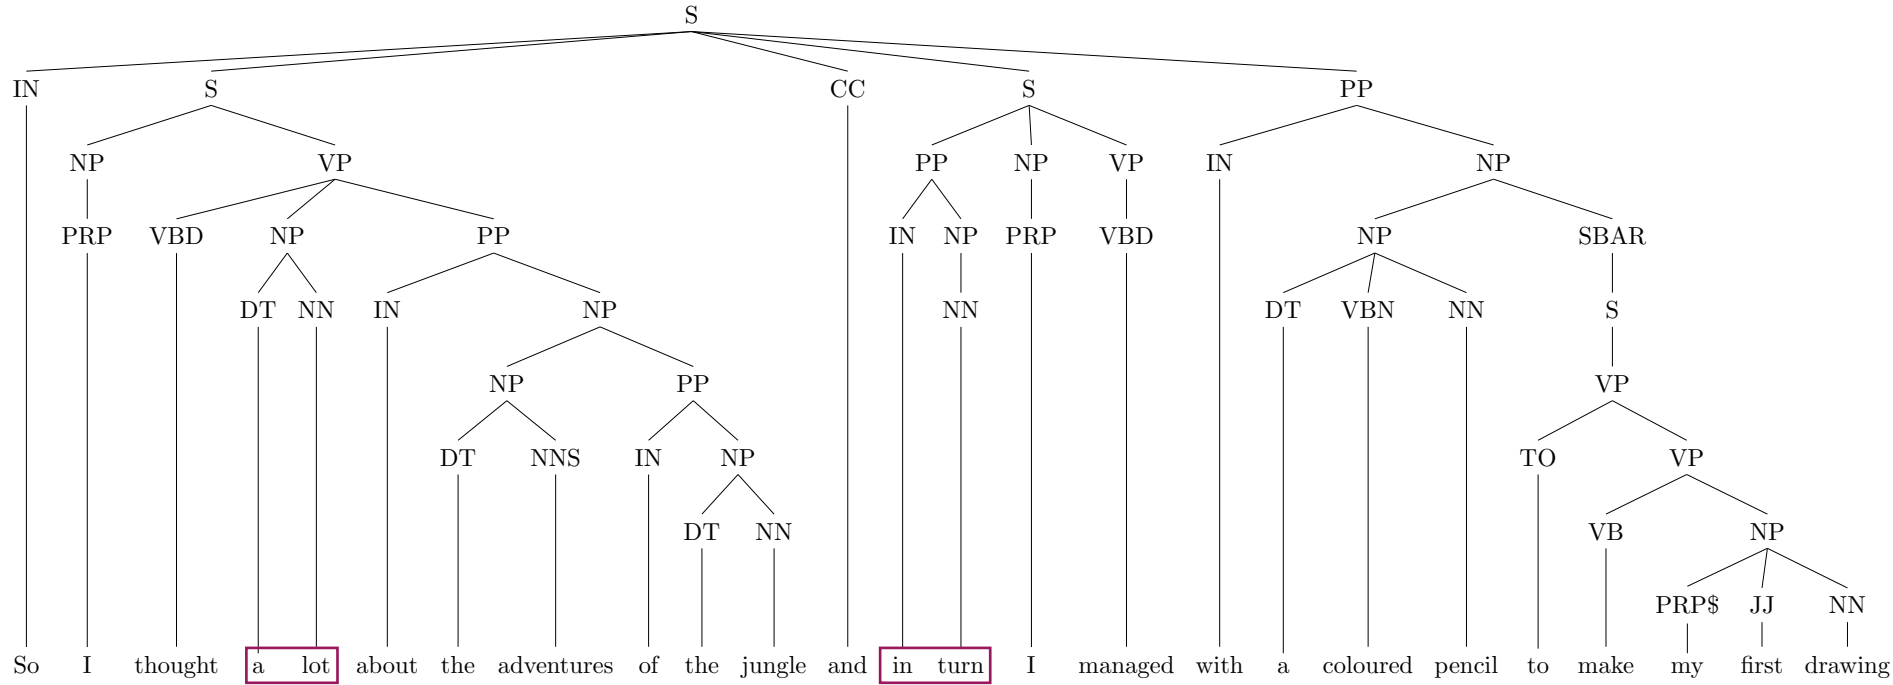 S
IN S CC S PP
NP VP PP NP VP IN NP
PRP VBD NP PP IN NP PRP VBD NP SBAR
DT NN IN NP NN DT VBN NN S
NP PP VP
DT NNS IN NP TO VP
DT NN VB NP
PRP$ JJ NN
So I thought a lot about the adventures of the jungle and in turn I managed with a coloured pencil to make my first drawing